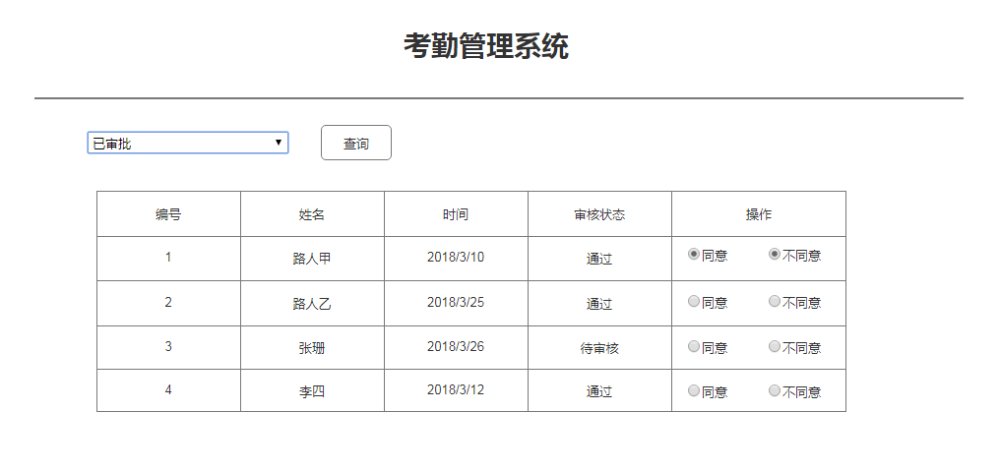 考勤管理系统
已审批 查询
编号 姓名 时间 审核状态 操作
1 路人甲 2018/3/10 通过 同意 不同意
2 路人乙 2018/3/25 通过 同意 不同意
3 张珊 2018/3/26 待审核 同意 不同意
4 李四 2018/3/12 通过 同意 不同意